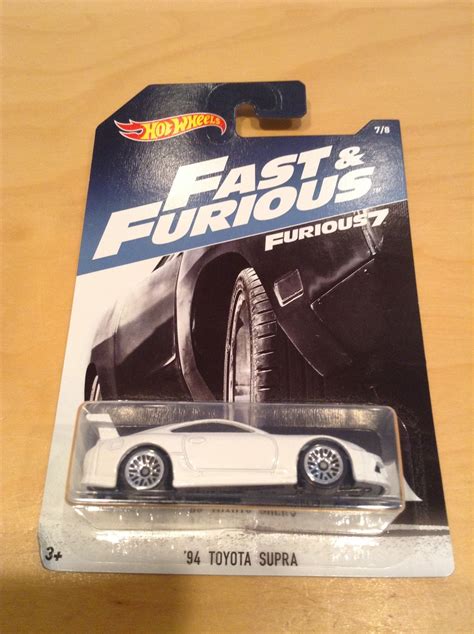 HOT WHEELS
7/8
FAST &
FURIOUS
FURIOUS 7
3+
'94 TOYOTA SUPRA